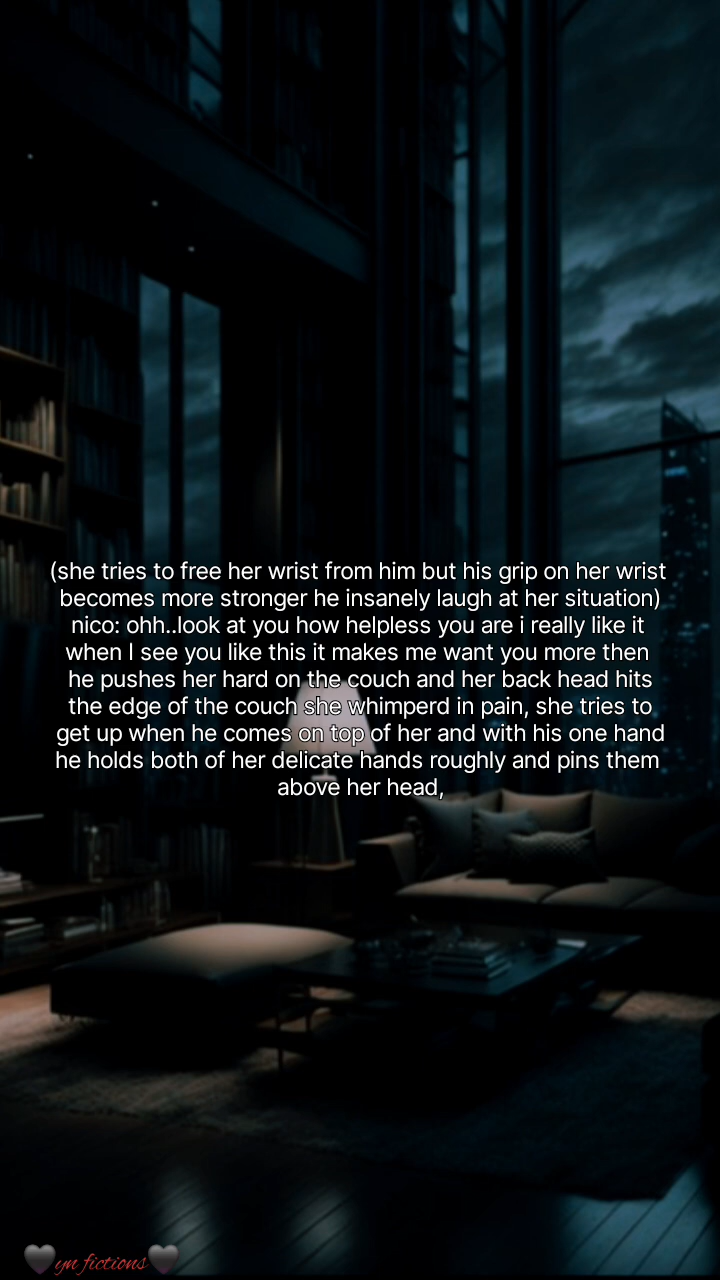 (she tries to free her wrist from him but his grip on her wrist
becomes more stronger he insanely laugh at her situation)
nico: ohh..look at you how helpless you are i really like it
when I see you like this it makes me want you more then
he pushes her hard on the couch and her back head hits
the edge of the couch she whimperd in pain, she tries to
get up when he comes on top of her and with his one hand
he holds both of her delicate hands roughly and pins them
above her head,
🩶yn fictions🩶